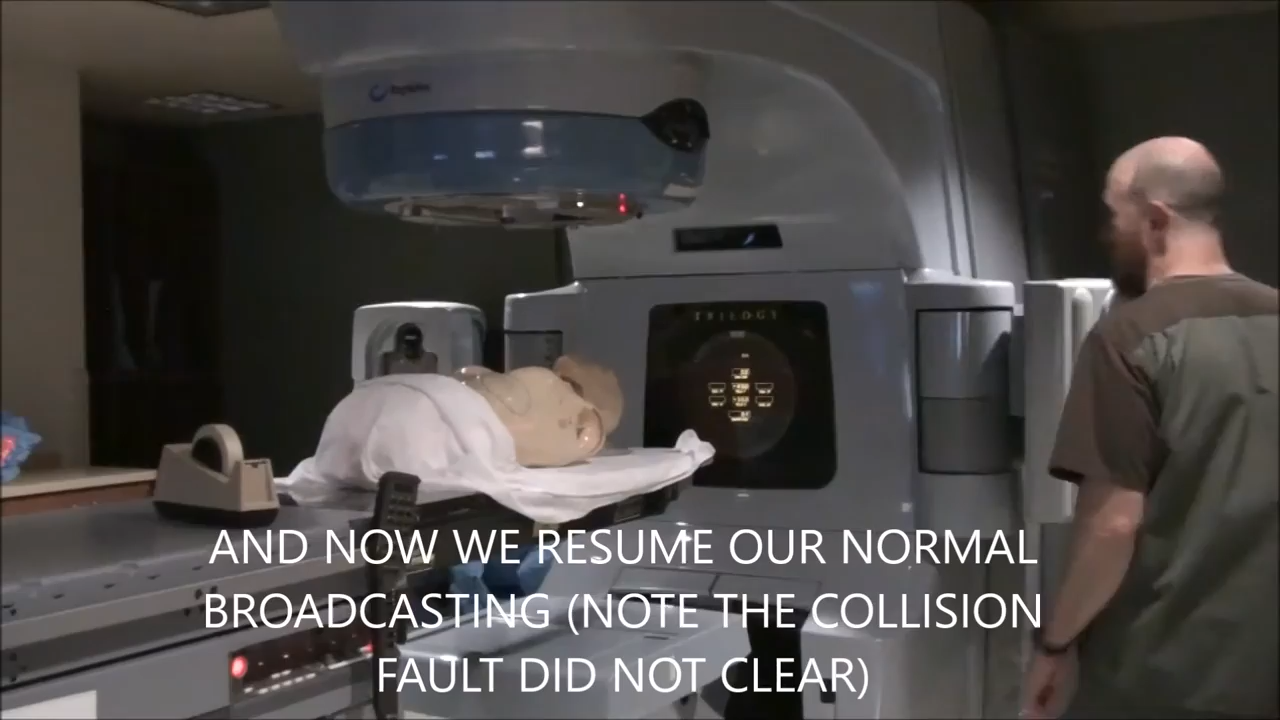 TRILOGY
AND NOW WE RESUME OUR NORMAL
BROADCASTING (NOTE THE COLLISION
FAULT DID NOT CLEAR)